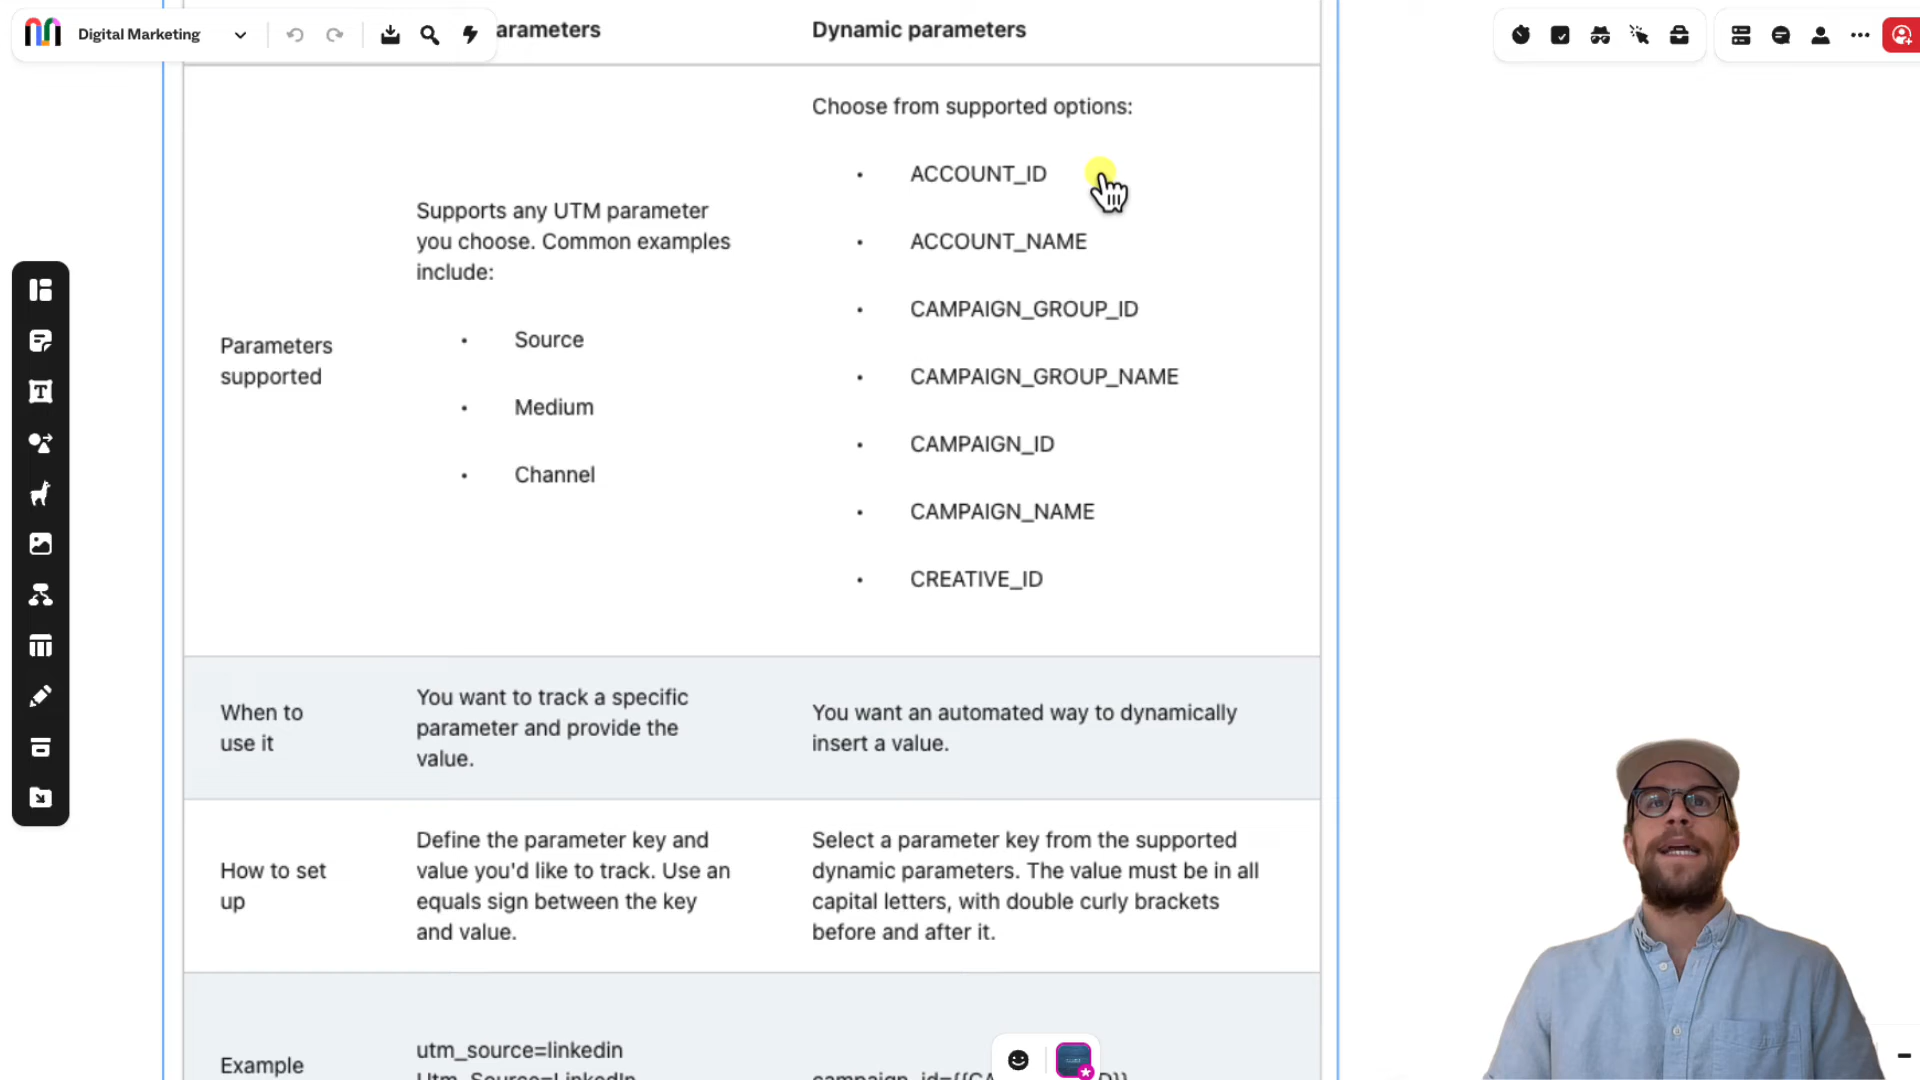 Digital Marketing
arameters
Dynamic parameters
Choose from supported options:
• ACCOUNT_ID
• ACCOUNT_NAME
• CAMPAIGN_GROUP_ID
• CAMPAIGN_GROUP_NAME
• CAMPAIGN_ID
• CAMPAIGN_NAME
• CREATIVE_ID
Parameters
supported
Supports any UTM parameter
you choose. Common examples
include:
• Source
• Medium
• Channel
When to
use it
You want to track a specific
parameter and provide the
value.
You want an automated way to dynamically
insert a value.
How to set
up
Define the parameter key and
value you'd like to track. Use an
equals sign between the key
and value.
Select a parameter key from the supported
dynamic parameters. The value must be in all
capital letters, with double curly brackets
before and after it.
Example
utm_source=linkedin
Utm_Source=LinkedIn